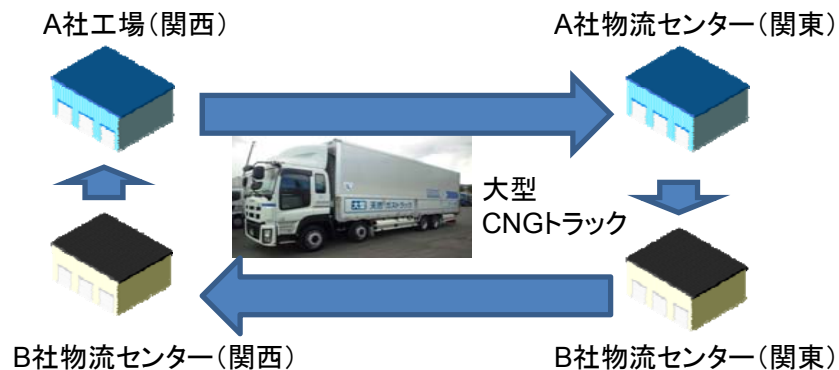 A社工場(関西)
A社物流センター(関東)
大型
CNGトラック
B社物流センター(関西)
B社物流センター(関東)